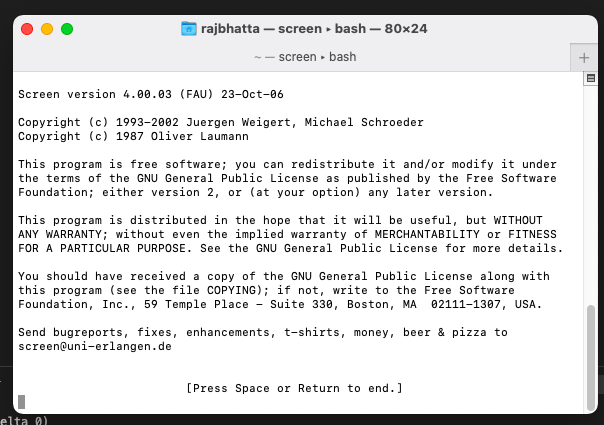 rajbhatta — screen ▸ bash — 80×24
~ — screen ▸ bash
Screen version 4.00.03 (FAU) 23-Oct-06
Copyright (c) 1993-2002 Juergen Weigert, Michael Schroeder
Copyright (c) 1987 Oliver Laumann
This program is free software; you can redistribute it and/or modify it under
the terms of the GNU General Public License as published by the Free Software
Foundation; either version 2, or (at your option) any later version.
This program is distributed in the hope that it will be useful, but WITHOUT
ANY WARRANTY; without even the implied warranty of MERCHANTABILITY or FITNESS
FOR A PARTICULAR PURPOSE. See the GNU General Public License for more details.
You should have received a copy of the GNU General Public License along with
this program (see the file COPYING); if not, write to the Free Software
Foundation, Inc., 59 Temple Place - Suite 330, Boston, MA  02111-1307, USA.
Send bugreports, fixes, enhancements, t-shirts, money, beer & pizza to
screen@uni-erlangen.de
[Press Space or Return to end.]
elta 0)